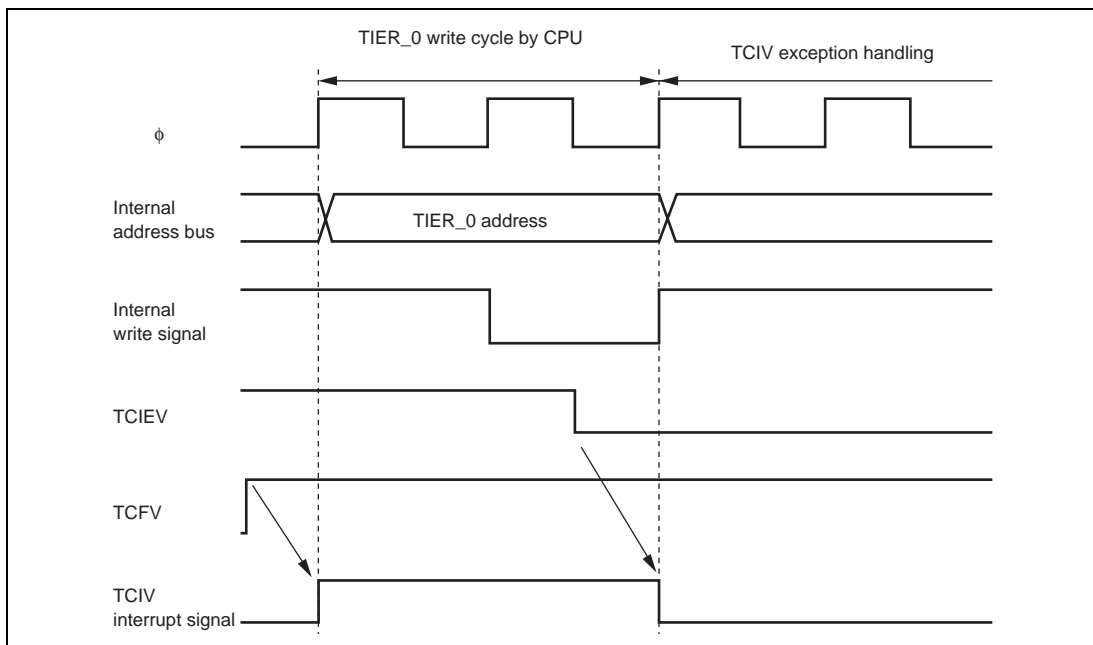 TIER_0 write cycle by CPU
TCIV exception handling
φ
Internal
address bus
TIER_0 address
Internal
write signal
TCIEV
TCFV
TCIV
interrupt signal